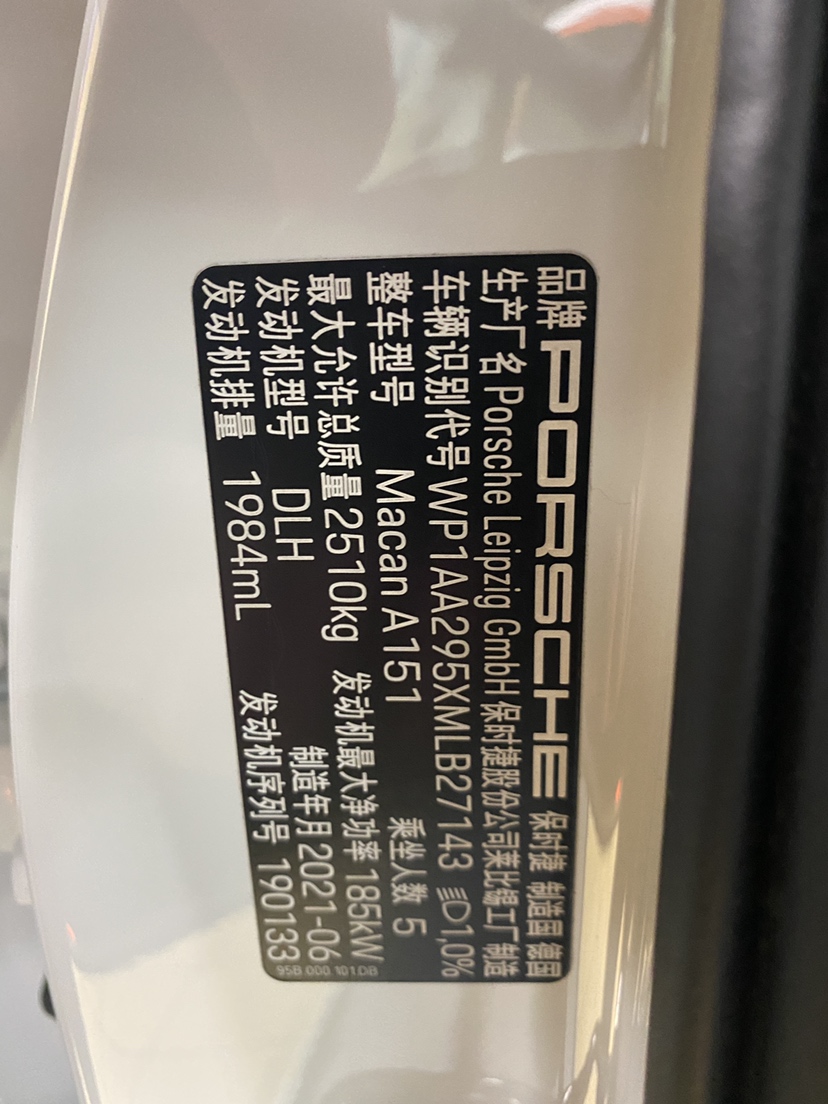 品牌 PORSCHE 保时捷 制造国 德国
生产厂名 Porsche Leipzig GmbH 保时捷股份公司莱比锡工厂 制造
车辆识别代号 WP1AA295XMLB27143 1,0%
整车型号 Macan A151 乘坐人数 5
最大允许总质量 2510kg 发动机最大净功率 185kW
发动机型号 DLH 制造年月 2021-06
发动机排量 1984mL 发动机序列号 190133
95B.000.101.DB